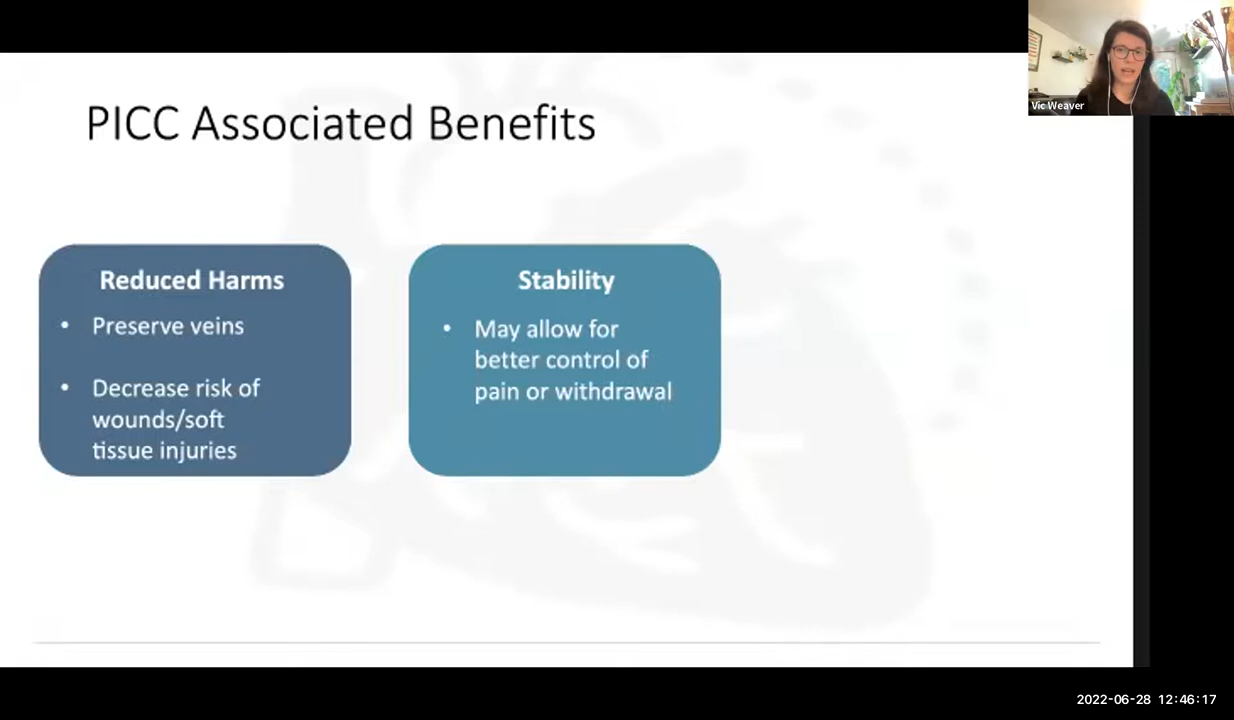 PICC Associated Benefits
Vic Weaver
Reduced Harms
• Preserve veins
• Decrease risk of
wounds/soft
tissue injuries
Stability
• May allow for
better control of
pain or withdrawal
2022-06-28 12:46:17